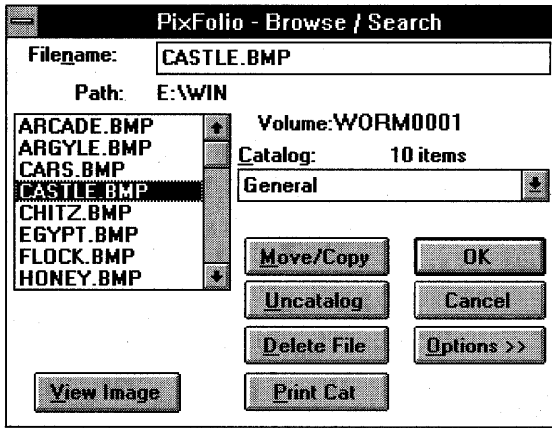 PixFolio - Browse / Search
Filename: CASTLE.BMP
Path: E:\WIN
ARCADE.BMP
ARGYLE.BMP
CARS.BMP
CASTLE.BMP
CHITZ.BMP
EGYPT.BMP
FLOCK.BMP
HONEY.BMP
Volume:WORM0001
Catalog: 10 items
General
Move/Copy OK
Uncatalog Cancel
Delete File Options >>
View Image Print Cat